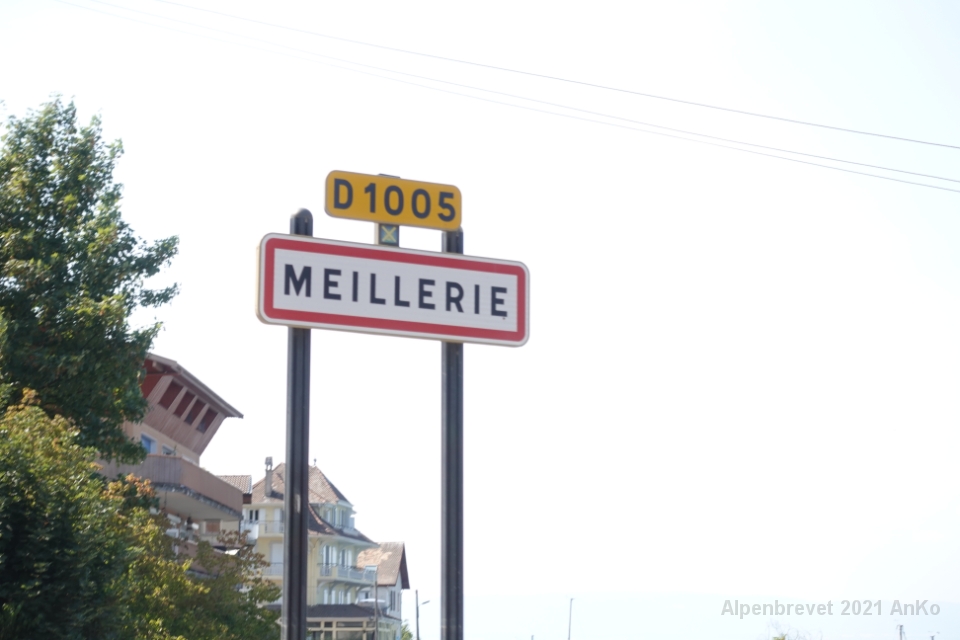 D 1005
MEILLERIE
Alpenbrevet 2021 AnKo